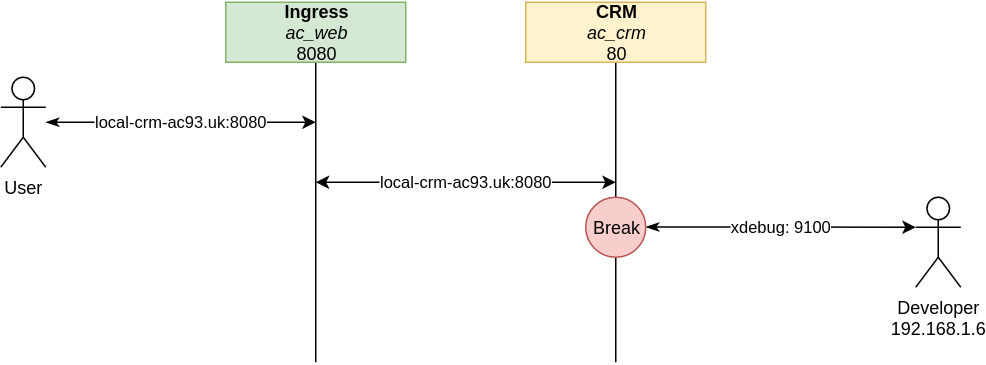 Ingress
ac_web
8080
CRM
ac_crm
80
local-crm-ac93.uk:8080
User
local-crm-ac93.uk:8080
Break
xdebug: 9100
Developer
192.168.1.6